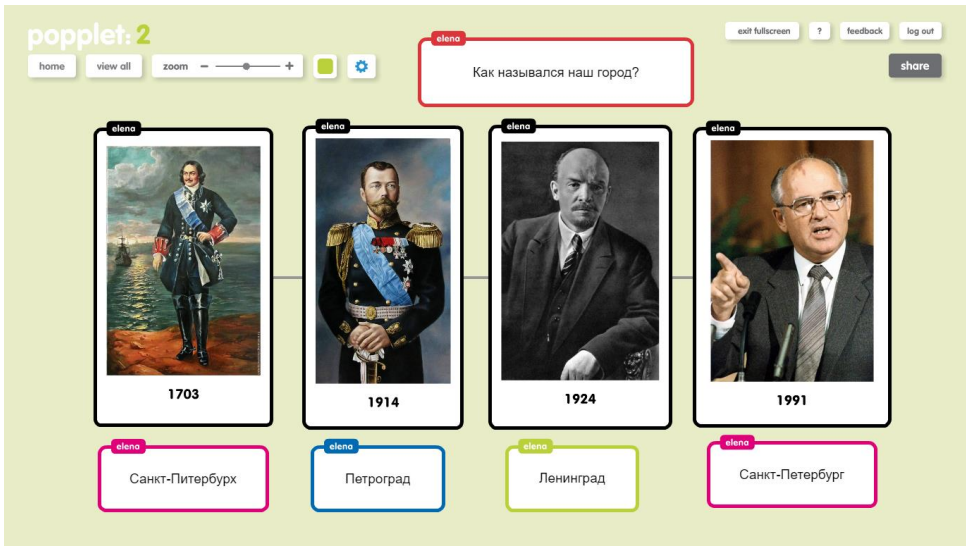 popplet: 2
exit fullscreen ? feedback log out
home view all zoom - +
share
elena
Как назывался наш город?
elena
elena
elena
elena
1703
1914
1924
1991
elena
elena
elena
elena
Санкт-Питербурх
Петроград
Ленинград
Санкт-Петербург